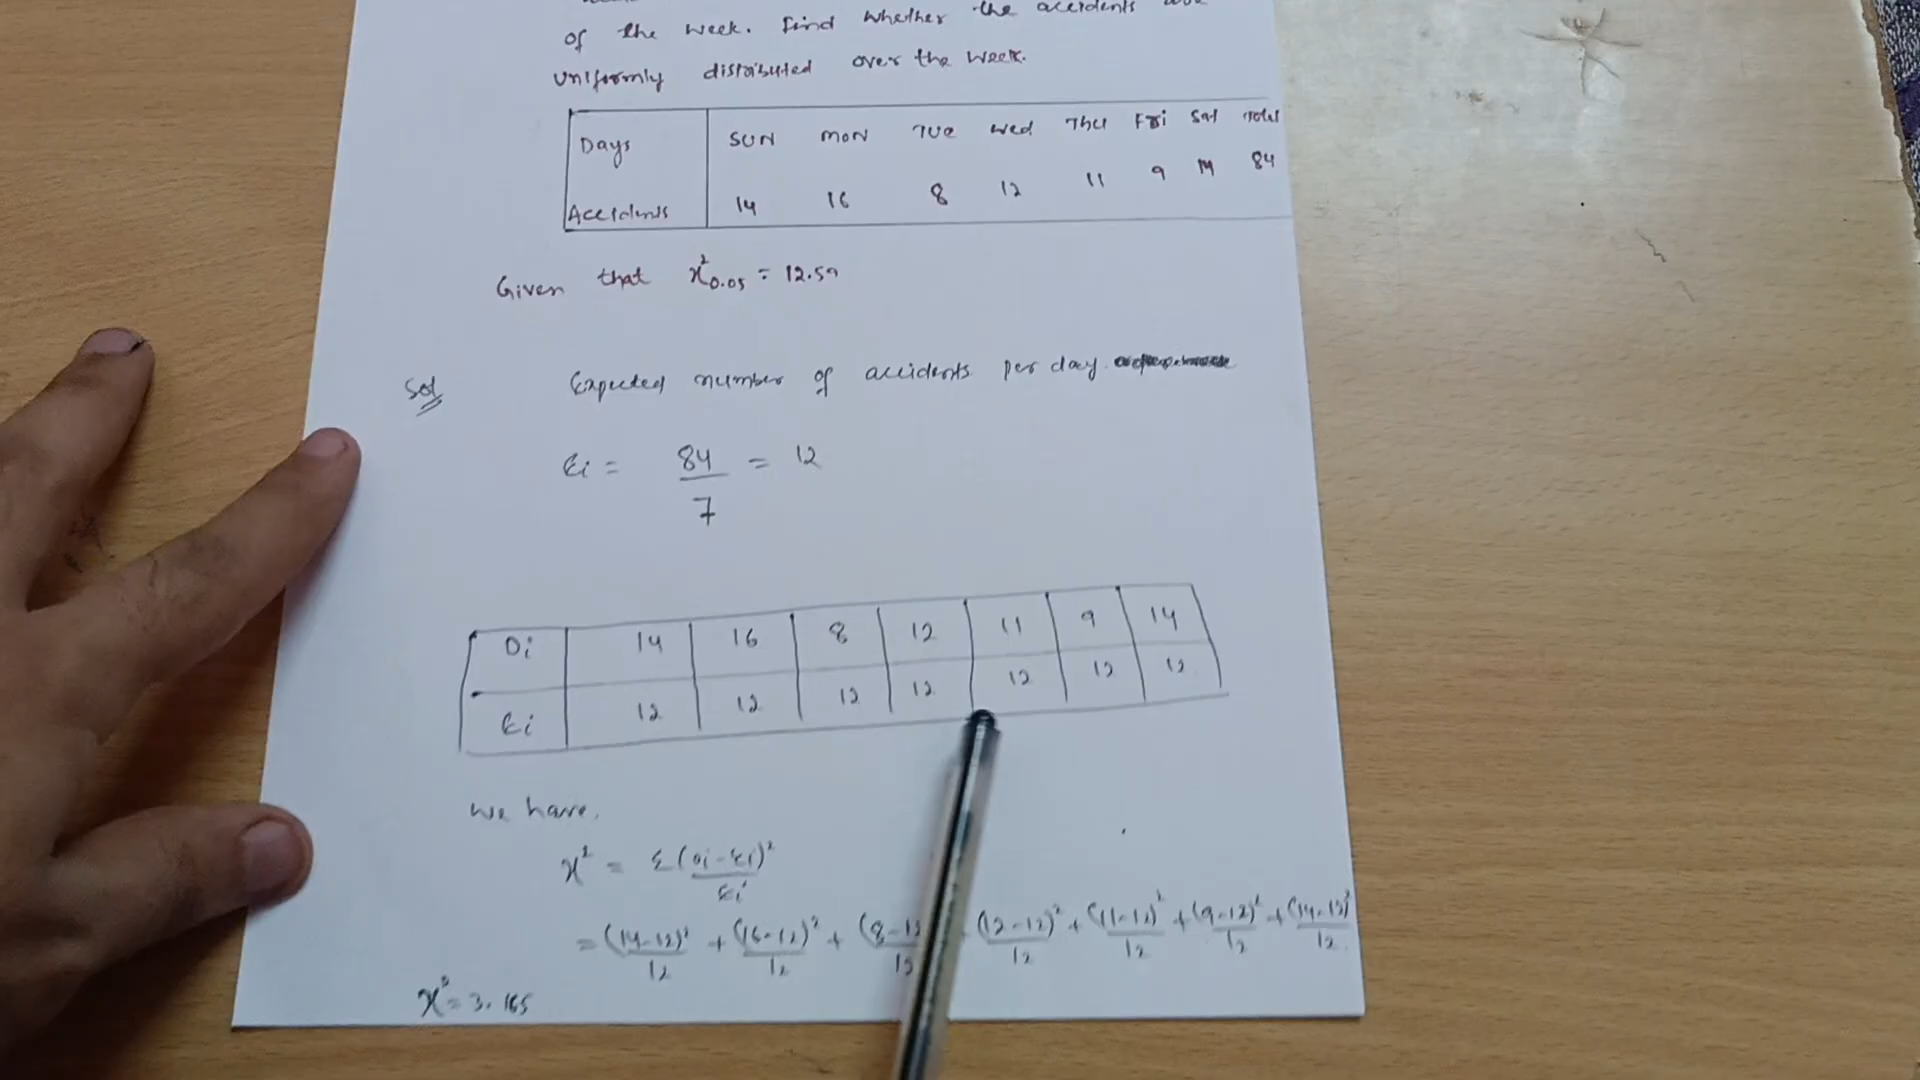 of the week. Find whether the accidents
uniformly distributed over the week.
Days SUN MON TUE wed Thu Fri Sat Total
Accidents 14 16 8 12 11 9 14 84
Given that χ²0.05 = 12.59
Sol Expected number of accidents per day
Ei = 84/7 = 12
Oi 14 16 8 12 11 9 14
Ei 12 12 12 12 12 12 12
we have,
χ² = Σ(Oi-Ei)²/Ei
= (14-12)²/12 + (16-12)²/12 + (8-12 (12-12)²/12 + (11-12)²/12 + (9-12)²/12 + (14-12)²/12
χ² = 3.165